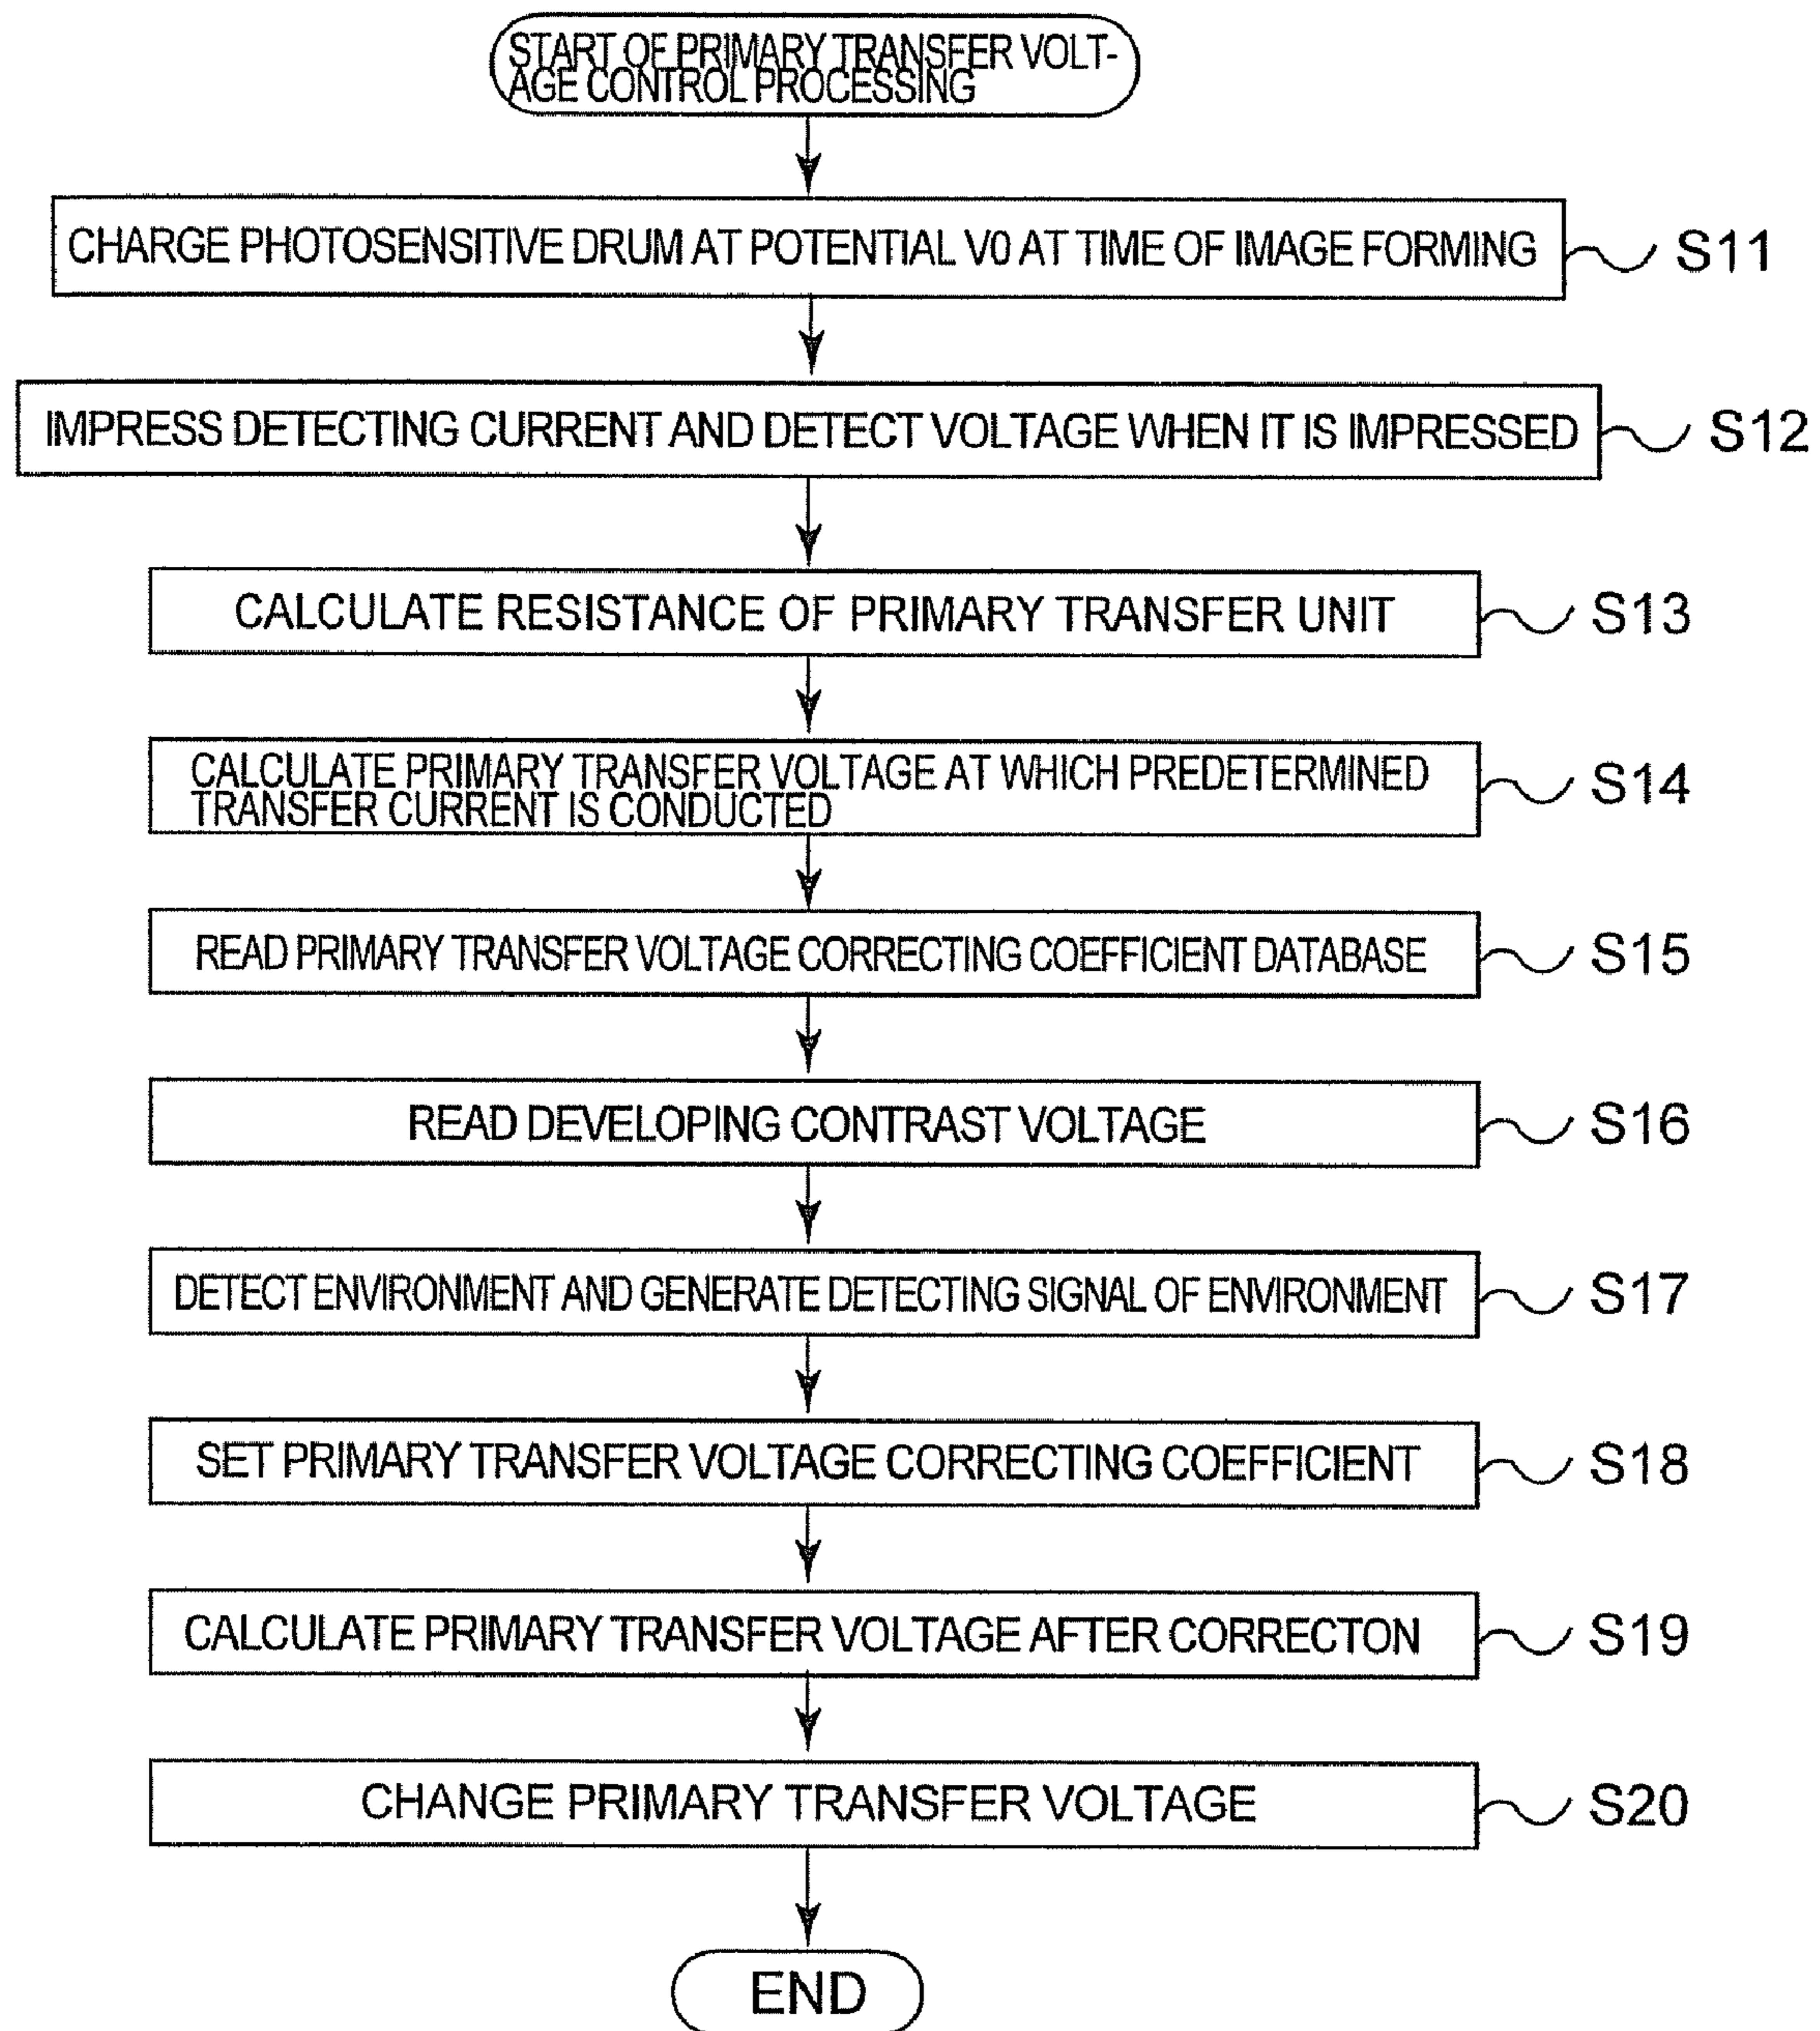 START OF PRIMARY TRANSFER VOLT-
AGE CONTROL PROCESSING
CHARGE PHOTOSENSITIVE DRUM AT POTENTIAL V0 AT TIME OF IMAGE FORMING S11
IMPRESS DETECTING CURRENT AND DETECT VOLTAGE WHEN IT IS IMPRESSED S12
CALCULATE RESISTANCE OF PRIMARY TRANSFER UNIT S13
CALCULATE PRIMARY TRANSFER VOLTAGE AT WHICH PREDETERMINED
TRANSFER CURRENT IS CONDUCTED S14
READ PRIMARY TRANSFER VOLTAGE CORRECTING COEFFICIENT DATABASE S15
READ DEVELOPING CONTRAST VOLTAGE S16
DETECT ENVIRONMENT AND GENERATE DETECTING SIGNAL OF ENVIRONMENT S17
SET PRIMARY TRANSFER VOLTAGE CORRECTING COEFFICIENT S18
CALCULATE PRIMARY TRANSFER VOLTAGE AFTER CORRECTON S19
CHANGE PRIMARY TRANSFER VOLTAGE S20
END